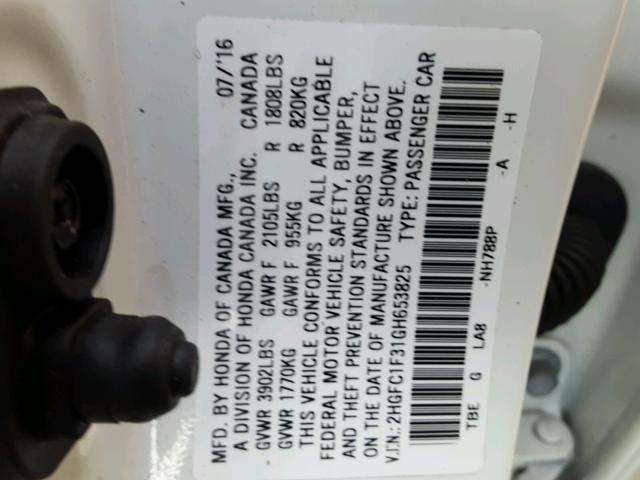 MFD. BY HONDA OF CANADA MFG., 07/'16
A DIVISION OF HONDA CANADA INC. CANADA
GVWR 3902LBS GAWR F 2105LBS R 1808LBS
GVWR 1770KG GAWR F 955KG R 820KG
THIS VEHICLE CONFORMS TO ALL APPLICABLE
FEDERAL MOTOR VEHICLE SAFETY, BUMPER,
AND THEFT PREVENTION STANDARDS IN EFFECT
ON THE DATE OF MANUFACTURE SHOWN ABOVE.
V.I.N.: 2HGFC1F31GH653825 TYPE: PASSENGER CAR
TBE G LA8 -NH788P -A -H